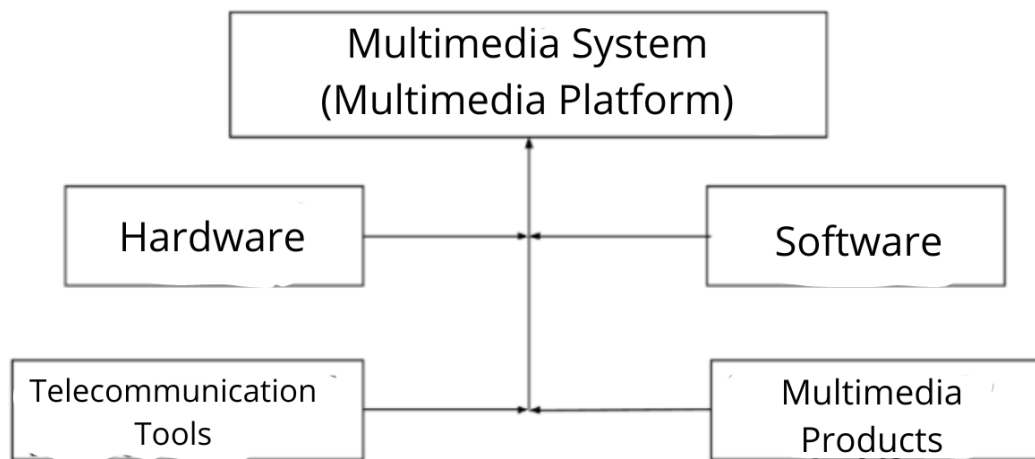 Multimedia System
(Multimedia Platform)
Hardware
Software
Telecommunication
Tools
Multimedia
Products